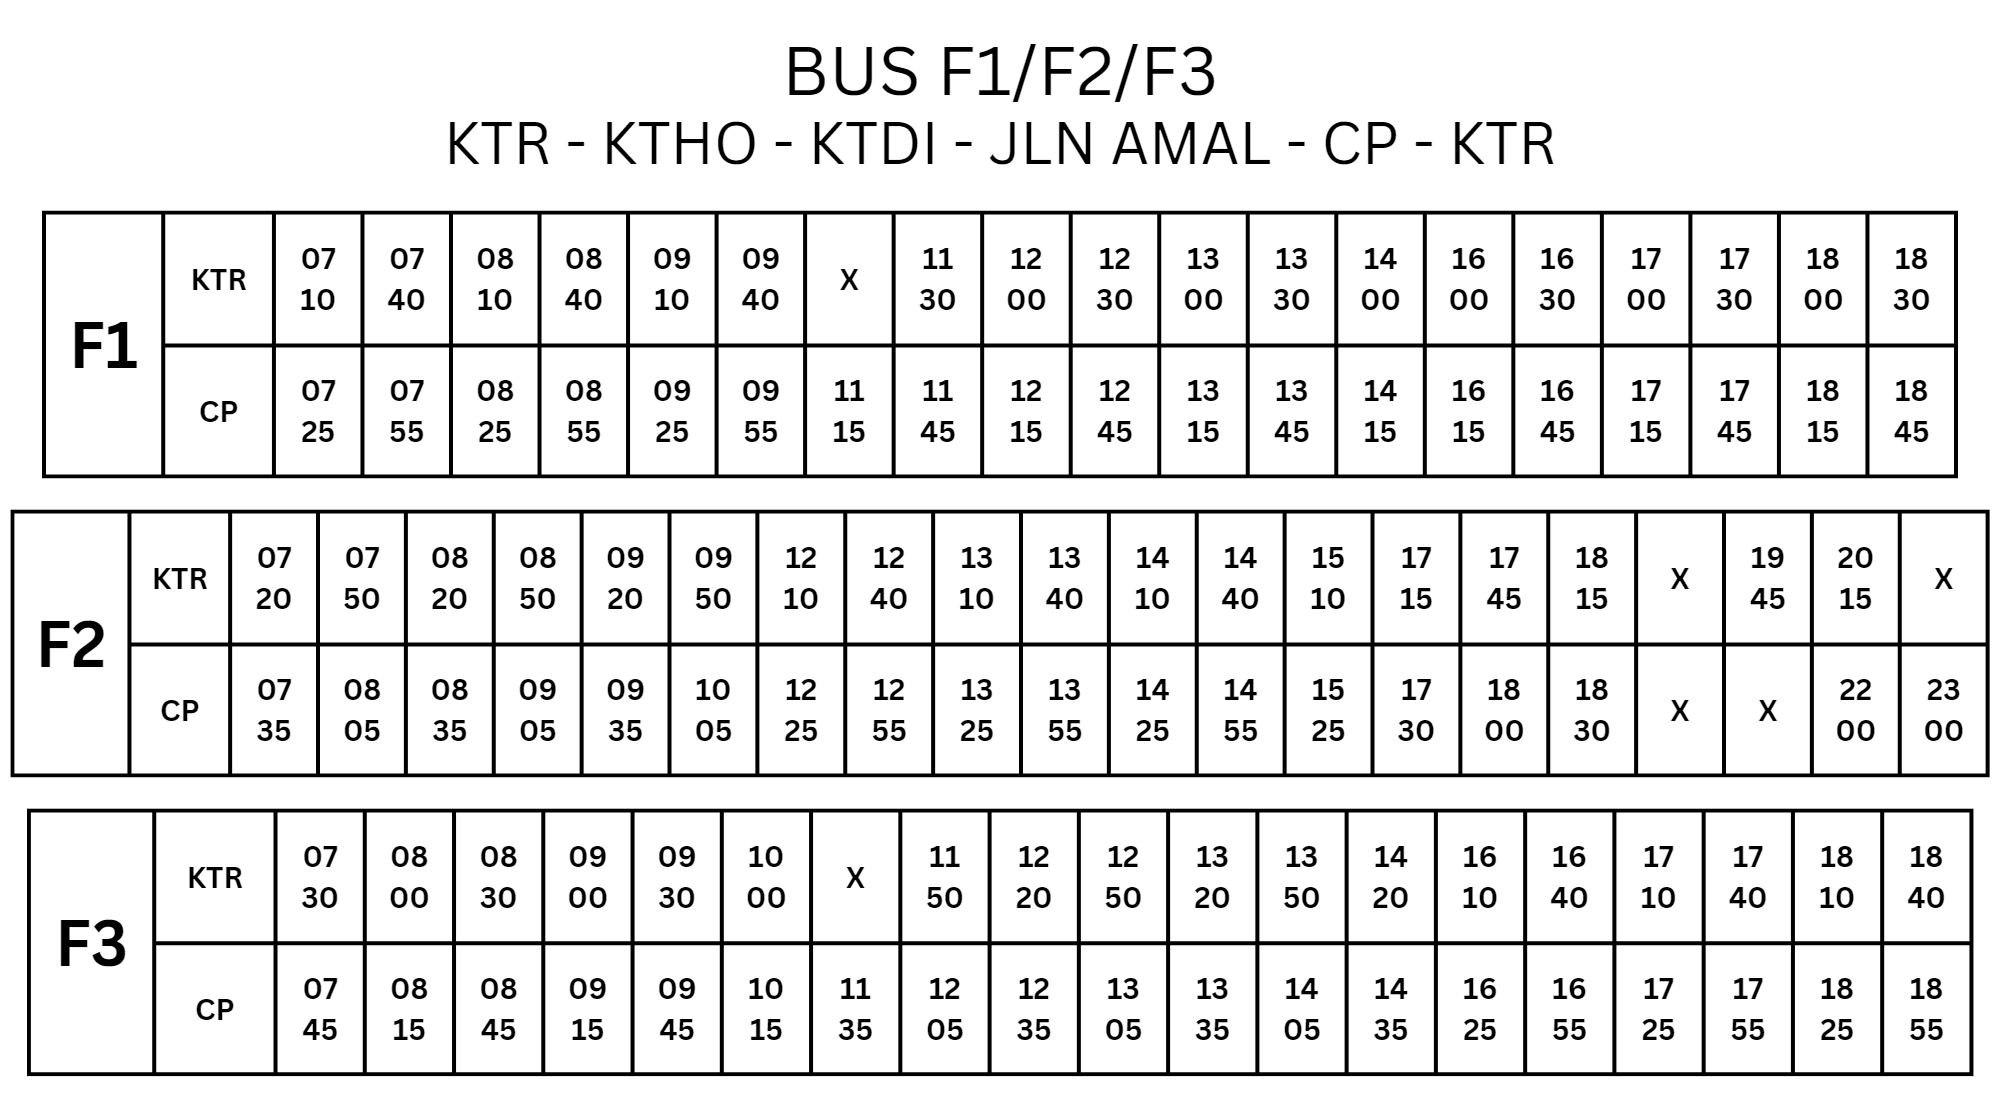 BUS F1/F2/F3
KTR - KTHO - KTDI - JLN AMAL - CP - KTR
F1
KTR 07 10 07 40 08 10 08 40 09 10 09 40 X 11 30 12 00 12 30 13 00 13 30 14 00 16 00 16 30 17 00 17 30 18 00 18 30
CP 07 25 07 55 08 25 08 55 09 25 09 55 11 15 11 45 12 15 12 45 13 15 13 45 14 15 16 15 16 45 17 15 17 45 18 15 18 45
F2
KTR 07 20 07 50 08 20 08 50 09 20 09 50 12 10 12 40 13 10 13 40 14 10 14 40 15 10 17 15 17 45 18 15 X 19 45 20 15 X
CP 07 35 08 05 08 35 09 05 09 35 10 05 12 25 12 55 13 25 13 55 14 25 14 55 15 25 17 30 18 00 18 30 X X 22 00 23 00
F3
KTR 07 30 08 00 08 30 09 00 09 30 10 00 X 11 50 12 20 12 50 13 20 13 50 14 20 16 10 16 40 17 10 17 40 18 10 18 40
CP 07 45 08 15 08 45 09 15 09 45 10 15 11 35 12 05 12 35 13 05 13 35 14 05 14 35 16 25 16 55 17 25 17 55 18 25 18 55